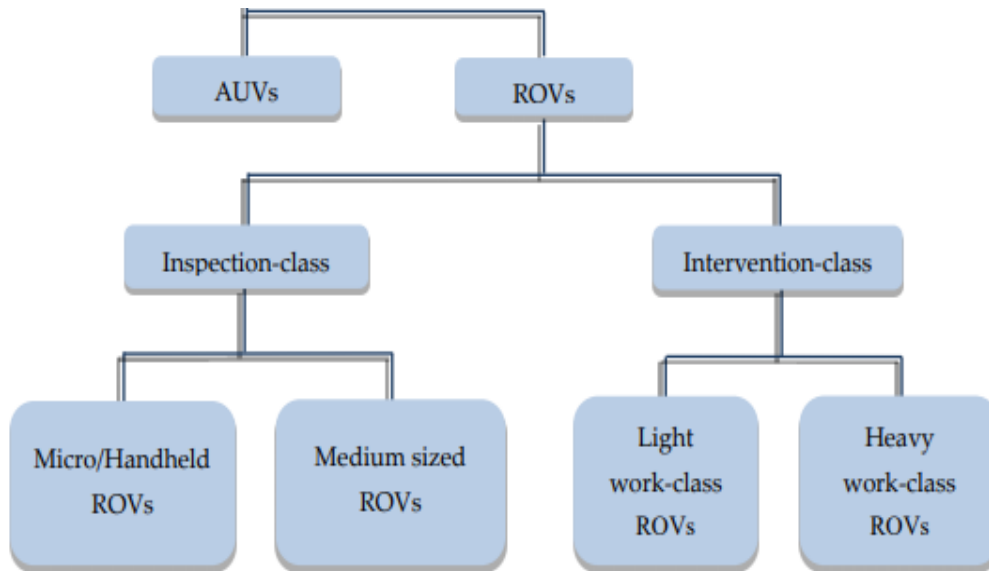 AUVs
ROVs
Inspection-class
Intervention-class
Micro/Handheld
ROVs
Medium sized
ROVs
Light
work-class
ROVs
Heavy
work-class
ROVs